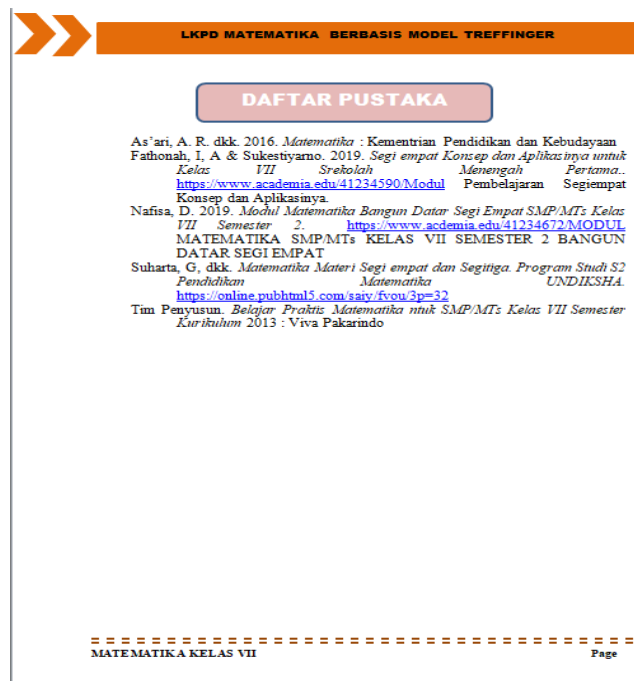 LKPD MATEMATIKA BERBASIS MODEL TREFFINGER
DAFTAR PUSTAKA
As'ari, A. R. dkk. 2016. Matematika : Kementrian Pendidikan dan Kebudayaan
Fathonah, I, A & Sukestiyarno. 2019. Segi empat Konsep dan Aplikasinya untuk
Kelas VII Srekolah Menengah Pertama..
https://www.academia.edu/41234590/Modul Pembelajaran Segiempat
Konsep dan Aplikasinya.
Nafisa, D. 2019. Modul Matematika Bangun Datar Segi Empat SMP/MTs Kelas
VII Semester 2. https://www.acdemia.edu/41234672/MODUL
MATEMATIKA SMP/MTs KELAS VII SEMESTER 2 BANGUN
DATAR SEGI EMPAT
Suharta, G, dkk. Matematika Materi Segi empat dan Segitiga. Program Studi S2
Pendidikan Matematika UNDIKSHA.
https://online.pubhtml5.com/saiy/fvou/3p=32
Tim Penyusun. Belajar Praktis Matematika ntuk SMP/MTs Kelas VII Semester
Kurikulum 2013 : Viva Pakarindo
MATEMATIKA KELAS VII Page